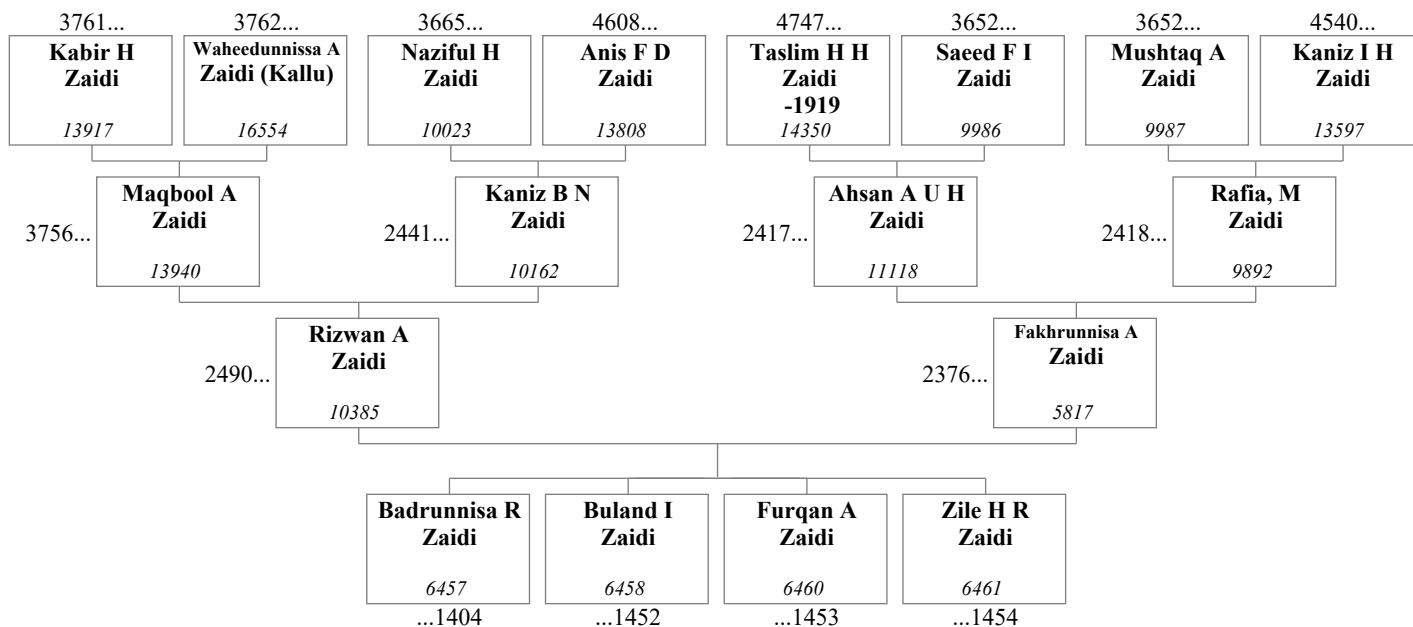 3761... 3762... 3665... 4608... 4747... 3652... 3652... 4540...
Kabir H
Zaidi
13917
Waheedunnissa A
Zaidi (Kallu)
16554
Naziful H
Zaidi
10023
Anis F D
Zaidi
13808
Taslim H H
Zaidi
-1919
14350
Saeed F I
Zaidi
9986
Mushtaq A
Zaidi
9987
Kaniz I H
Zaidi
13597
3756...
Maqbool A
Zaidi
13940
2441...
Kaniz B N
Zaidi
10162
2417...
Ahsan A U H
Zaidi
11118
2418...
Rafia, M
Zaidi
9892
2490...
Rizwan A
Zaidi
10385
2376...
Fakhrunnisa A
Zaidi
5817
Badrunnisa R
Zaidi
6457
...1404
Buland I
Zaidi
6458
...1452
Furqan A
Zaidi
6460
...1453
Zile H R
Zaidi
6461
...1454